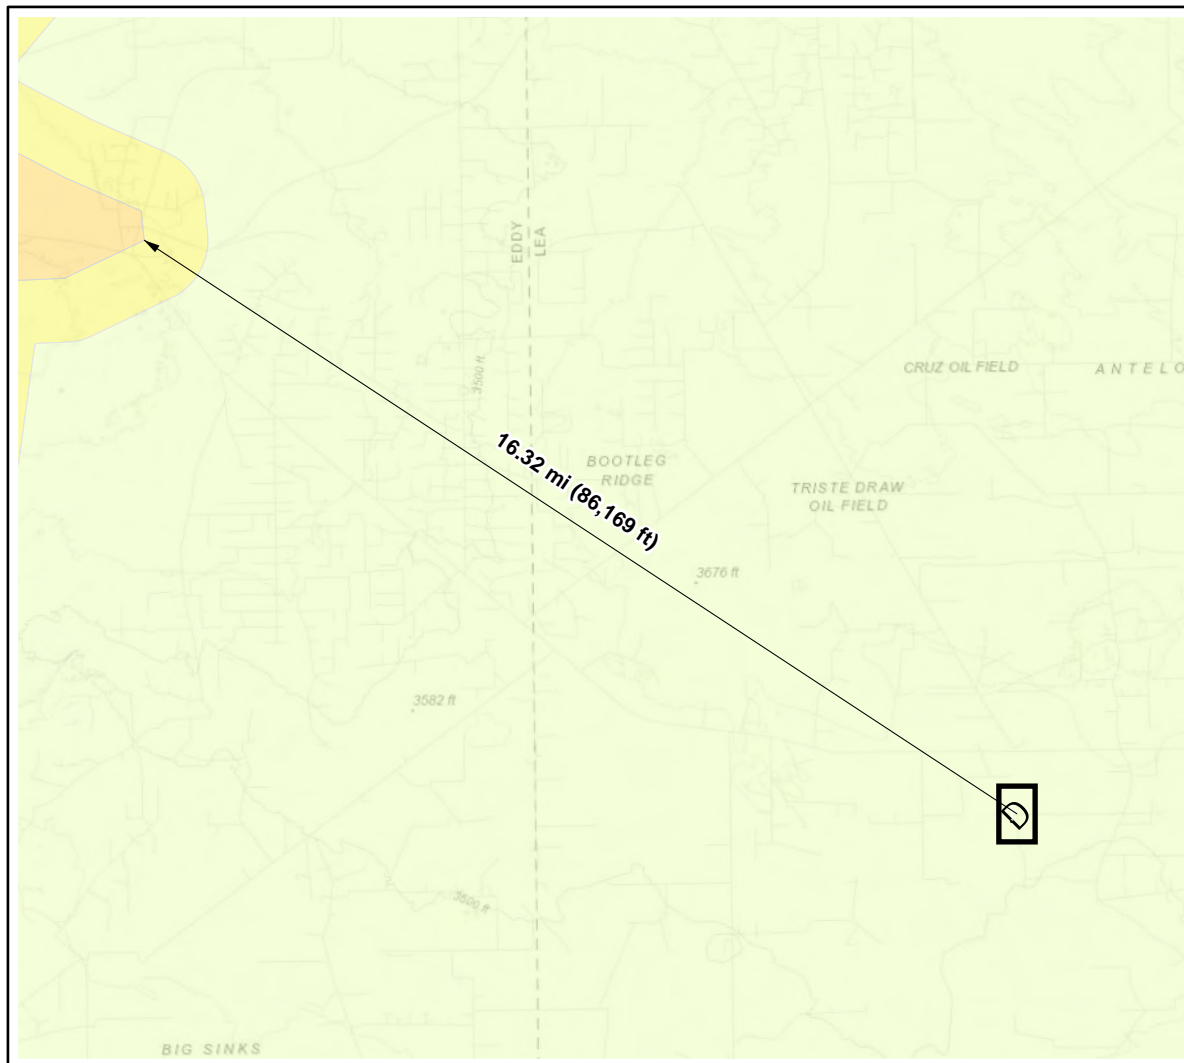 EDDY
LEA
CRUZ OIL FIELD
ANTELO
3500 ft
16.32 mi (86,169 ft)
BOOTLEG
RIDGE
TRISTE DRAW
OIL FIELD
3676 ft
3582 ft
3500 ft
BIG SINKS